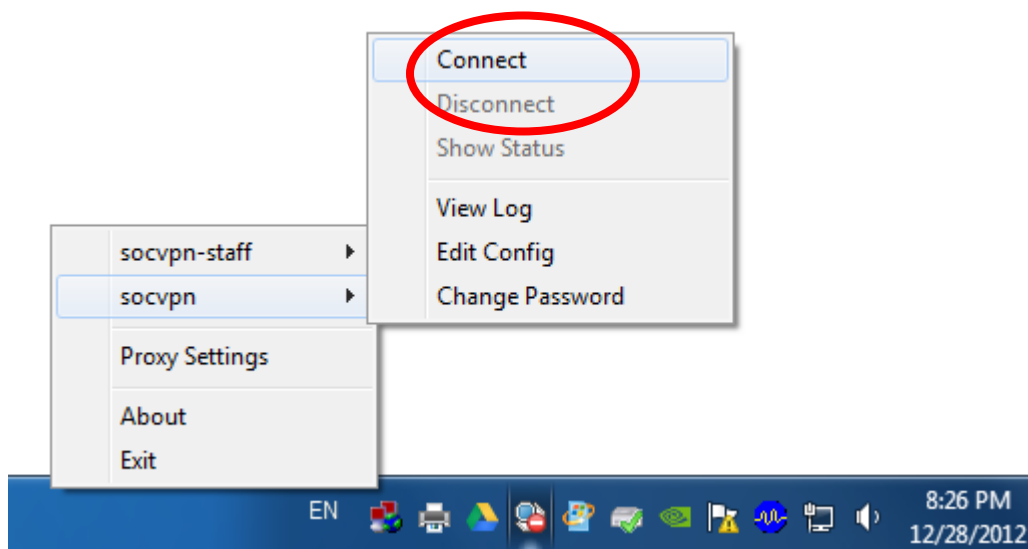 Connect
Disconnect
Show Status
View Log
Edit Config
Change Password
socvpn-staff
socvpn
Proxy Settings
About
Exit
EN
8:26 PM
12/28/2012